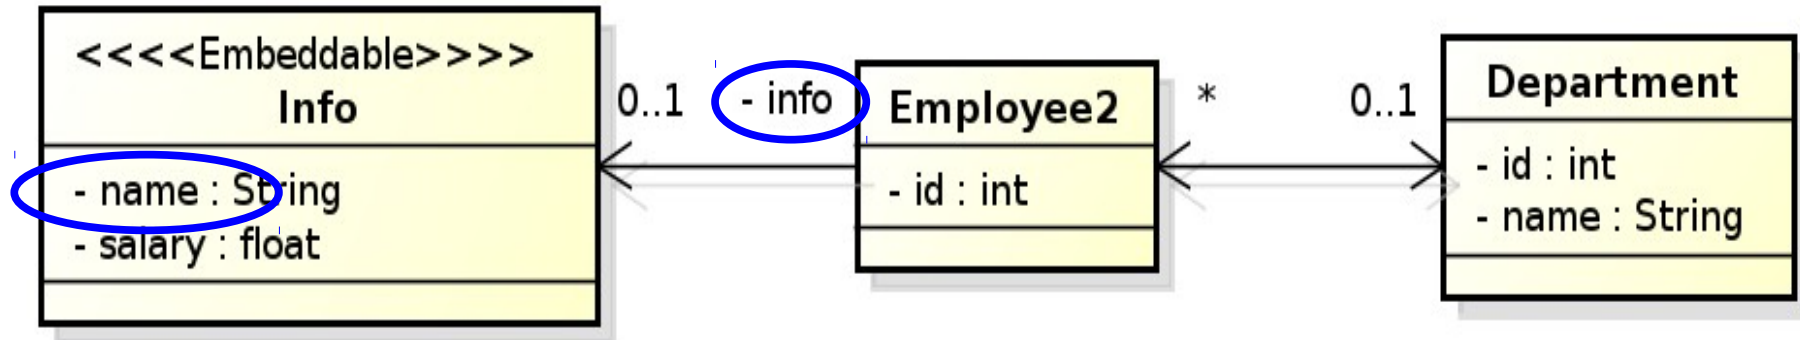 <<<<Embeddable>>>>
Info
- name : String
- salary : float
0..1
- info
Employee2
- id : int
*
0..1
Department
- id : int
- name : String